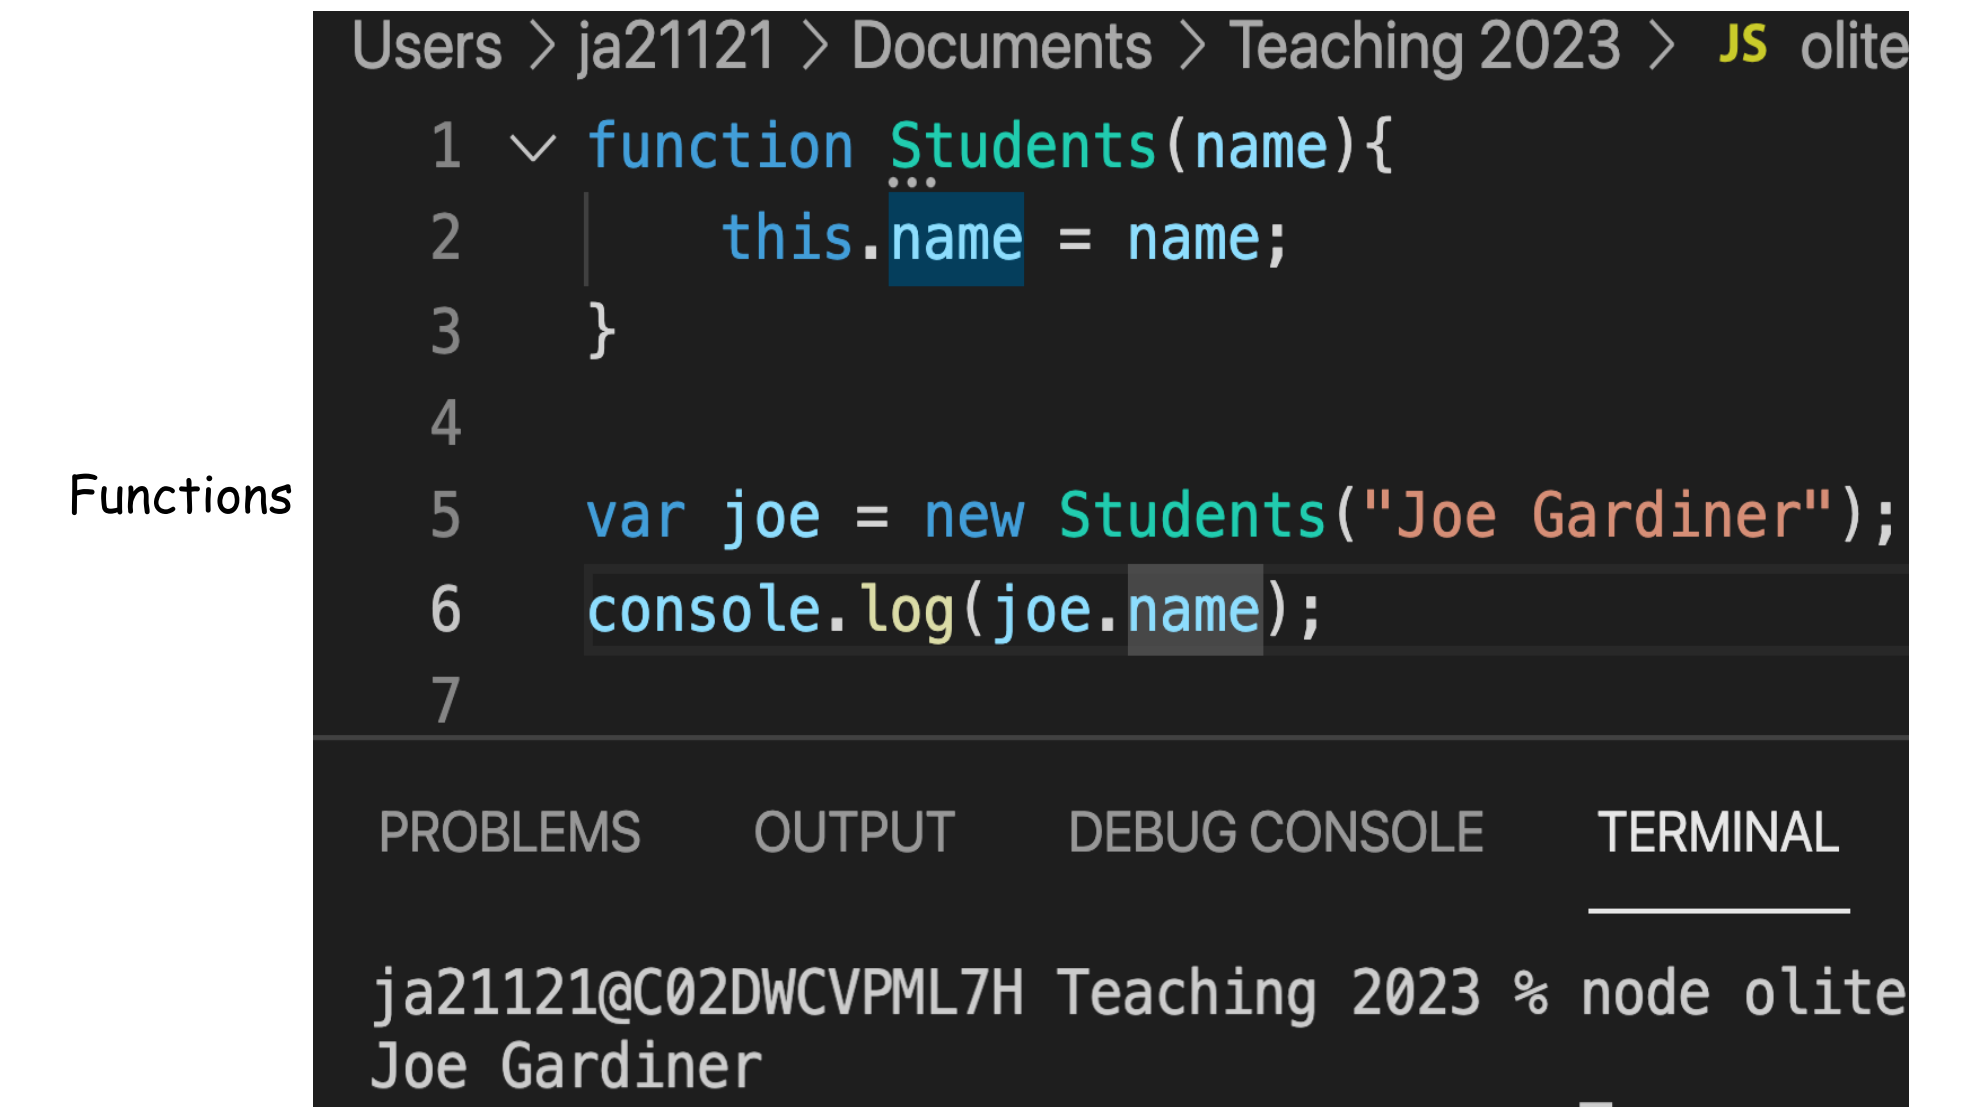 Functions
Users > ja21121 > Documents > Teaching 2023 > JS olite
1 function Students(name){
2 this.name = name;
3 }
4
5 var joe = new Students("Joe Gardiner");
6 console.log(joe.name);
7
PROBLEMS OUTPUT DEBUG CONSOLE TERMINAL
ja21121@C02DWCVPML7H Teaching 2023 % node olite
Joe Gardiner